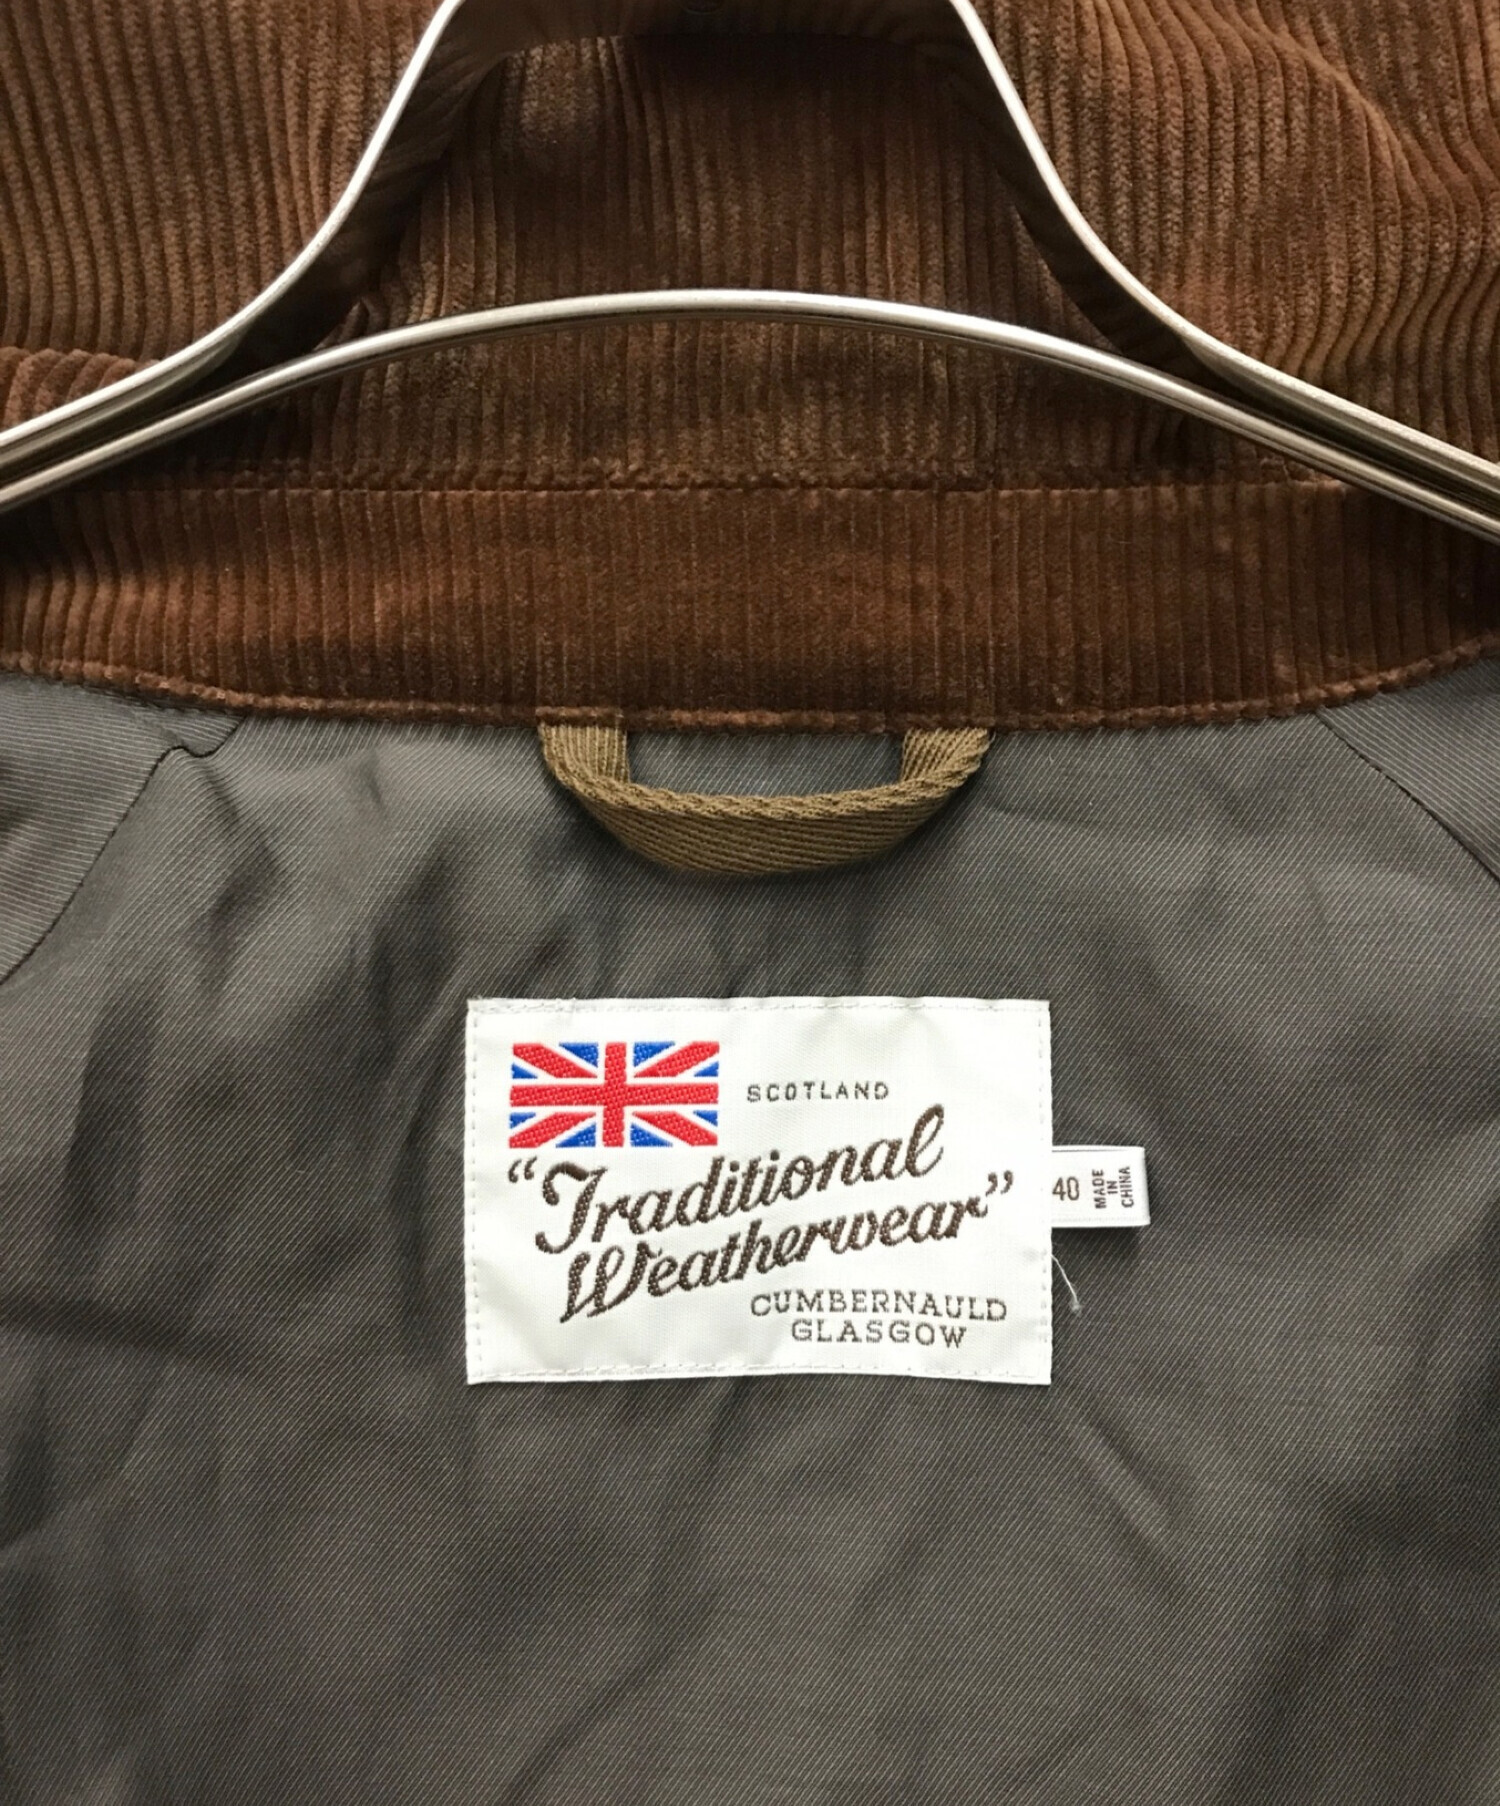 SCOTLAND
“Traditional
Weatherwear”
CUMBERNAULD
GLASGOW
40
MADE
IN
CHINA